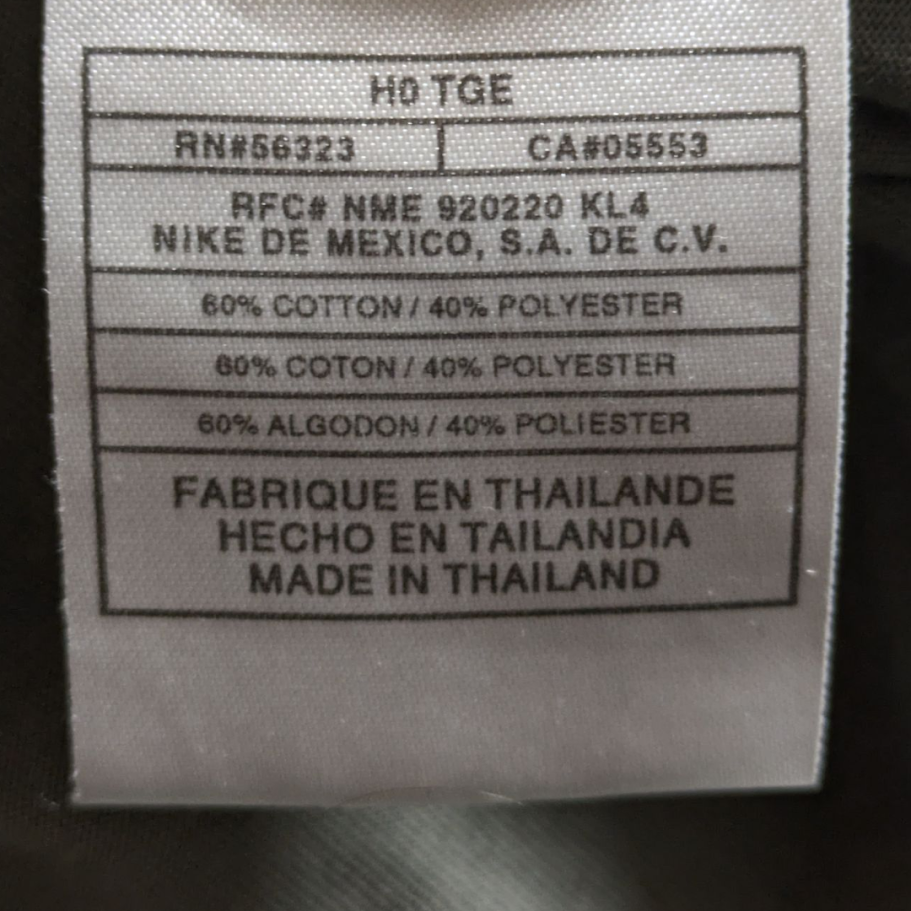 H0 TGE
RN#56323 CA#05553
RFC# NME 920220 KL4
NIKE DE MEXICO, S.A. DE C.V.
60% COTTON / 40% POLYESTER
60% COTON / 40% POLYESTER
60% ALGODON / 40% POLIESTER
FABRIQUE EN THAILANDE
HECHO EN TAILANDIA
MADE IN THAILAND